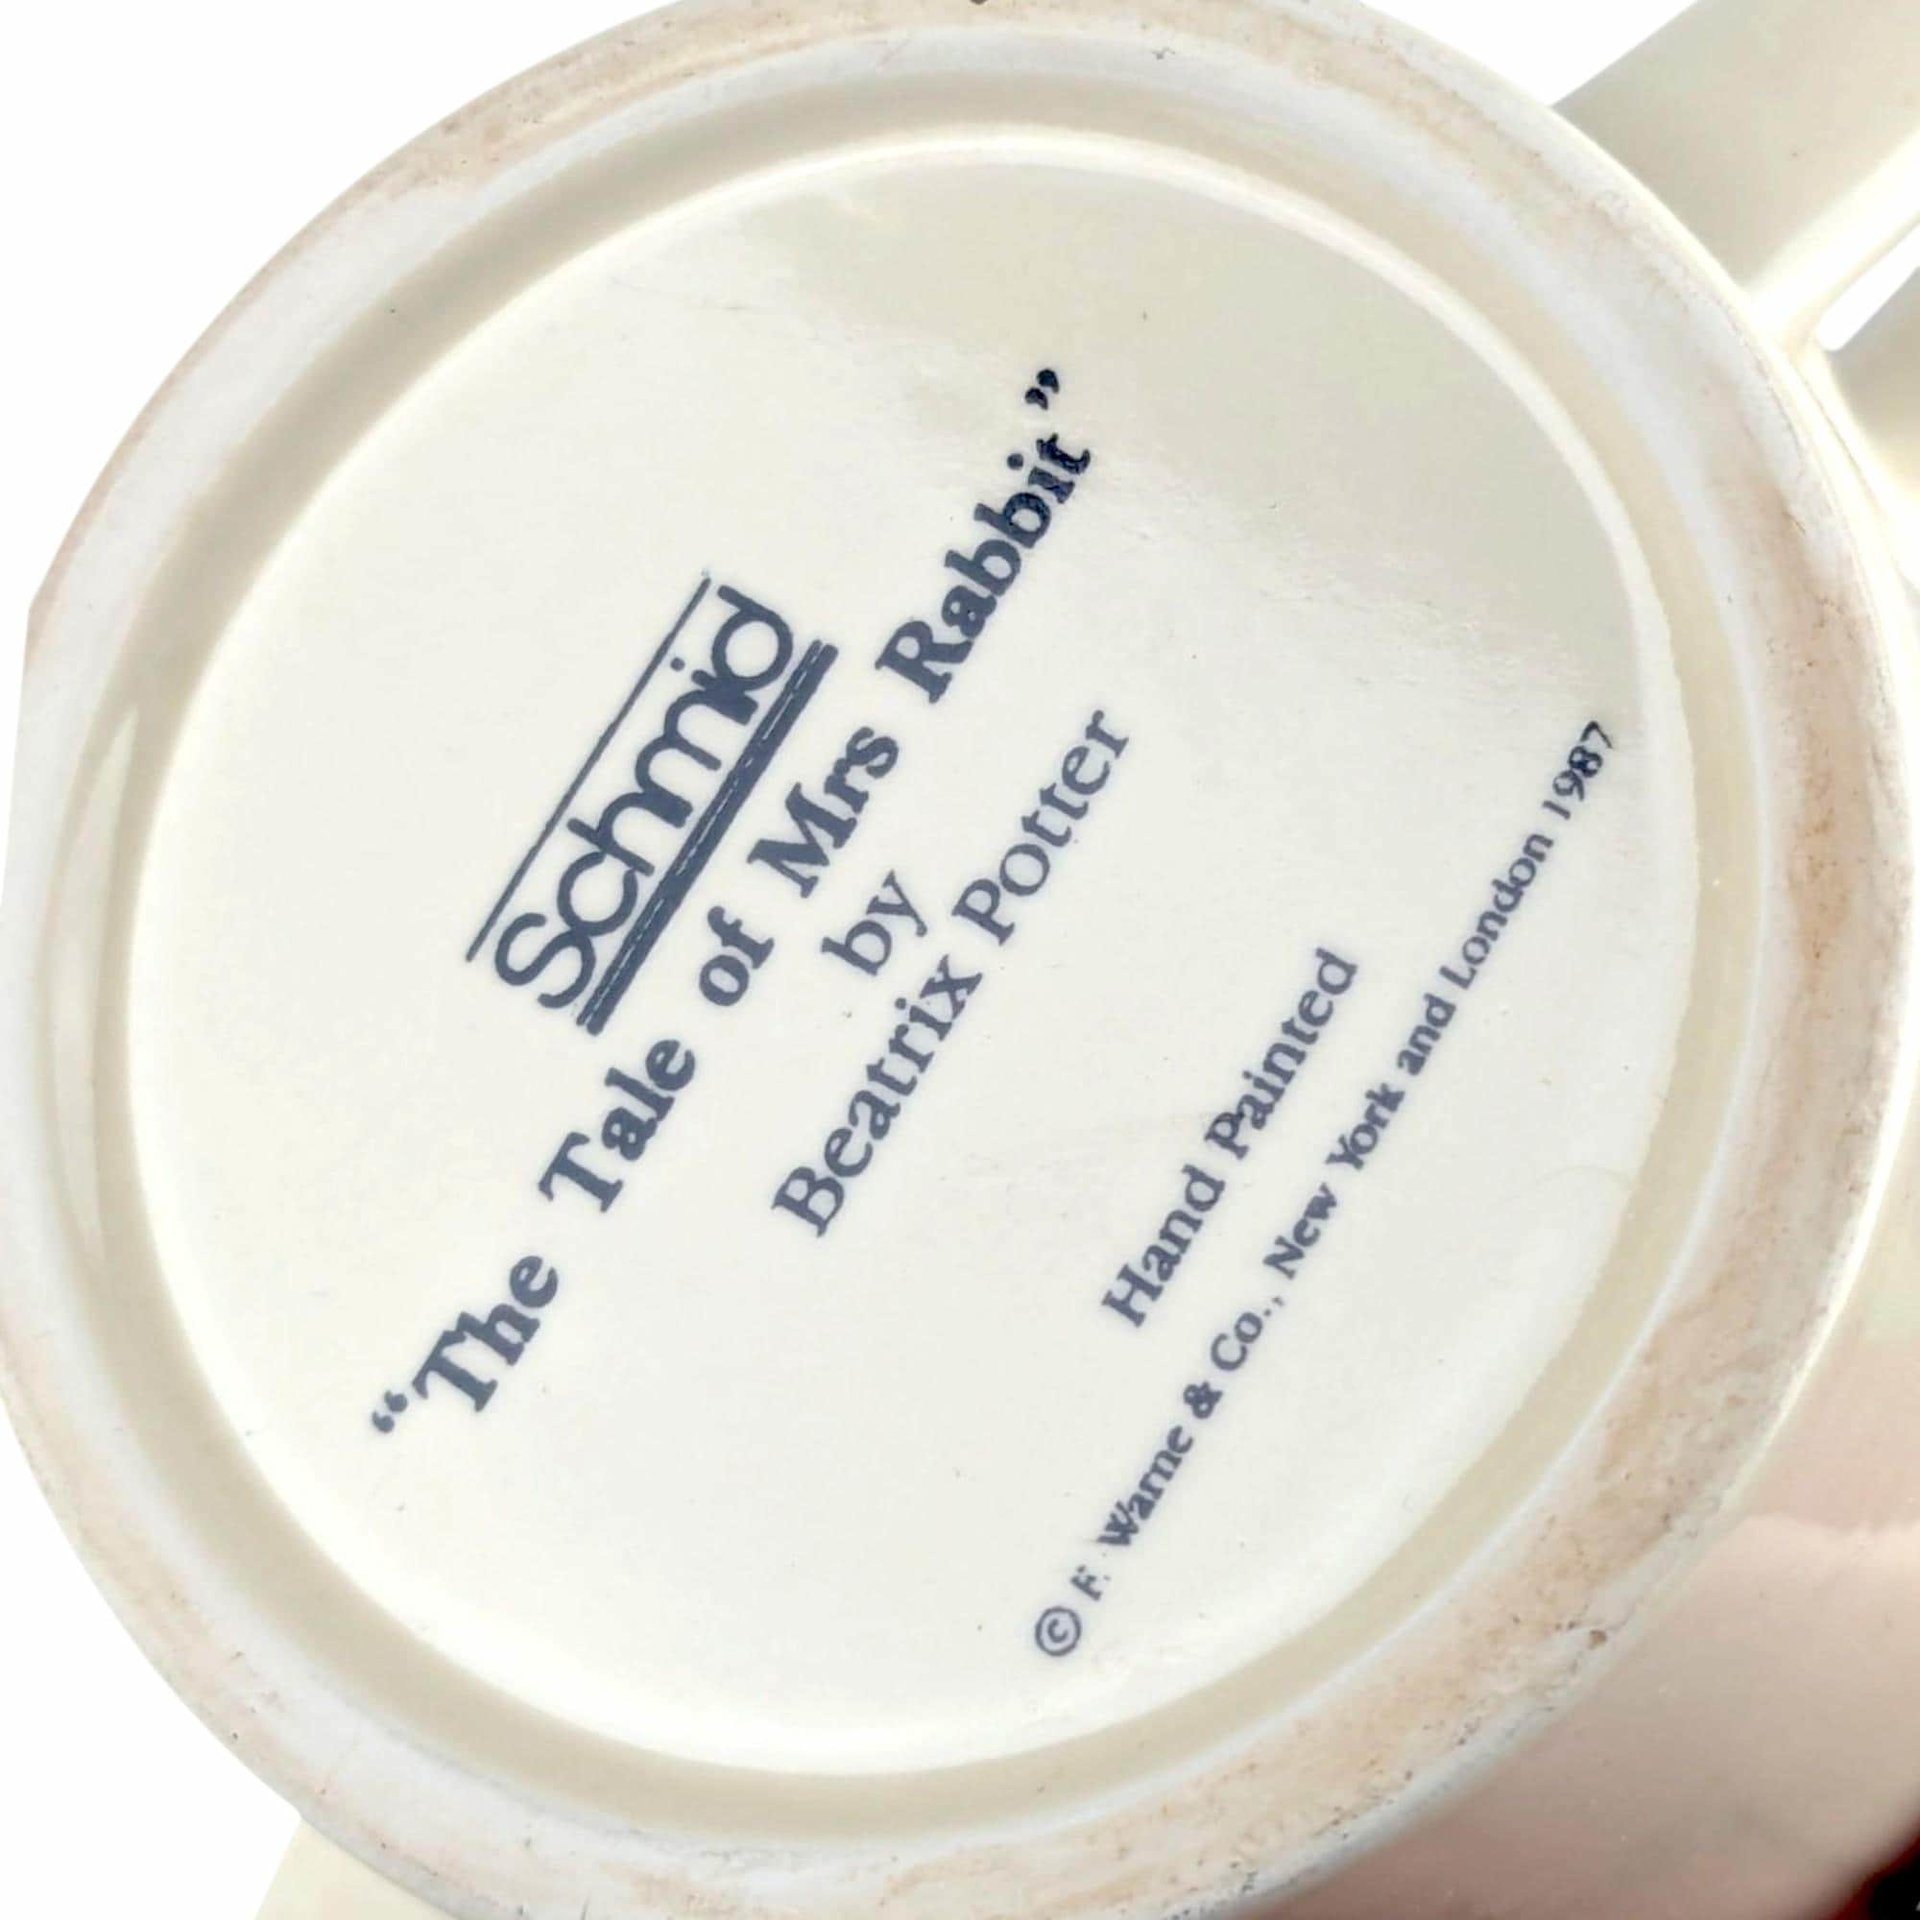 Schmid
“The Tale of Mrs Rabbit”
by
Beatrix Potter
Hand Painted
© F. Warne & Co., New York and London 1987